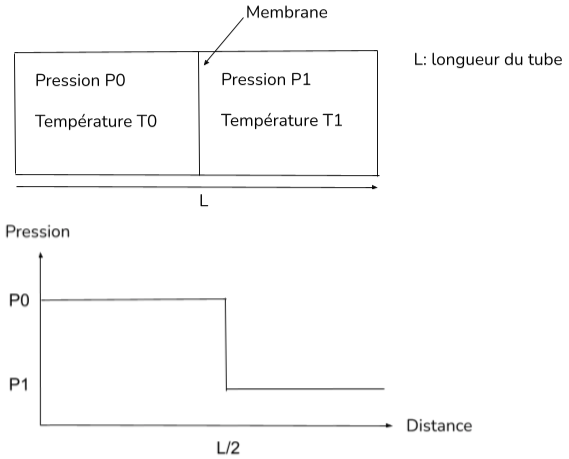 Membrane
Pression P0
Pression P1
L: longueur du tube
Température T0
Température T1
L
Pression
P0
P1
Distance
L/2